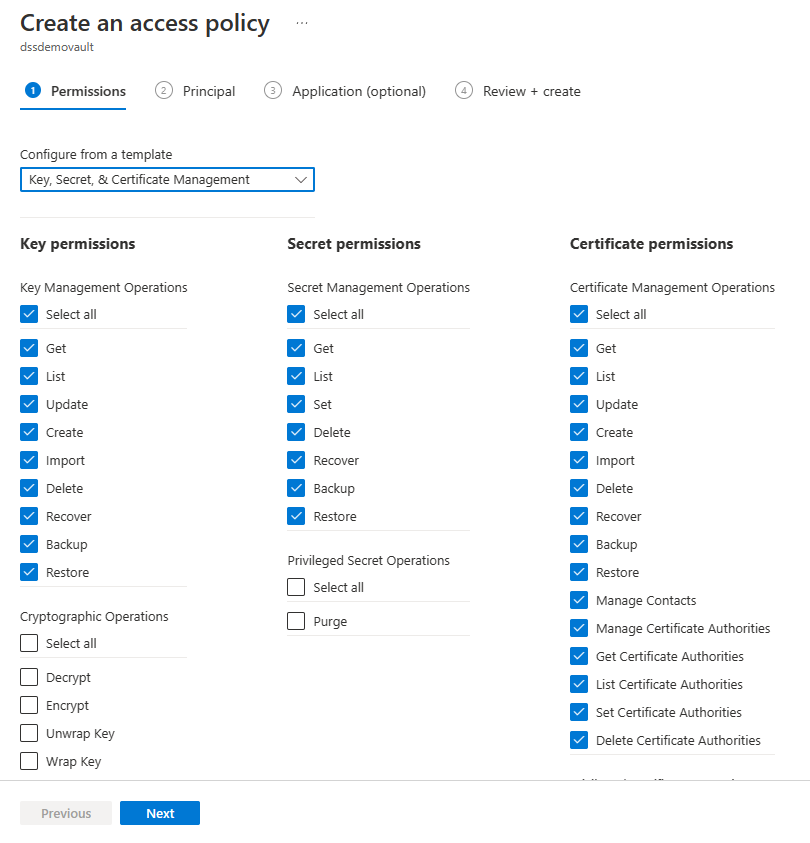 Create an access policy ...
dssdemovault
1 Permissions 2 Principal 3 Application (optional) 4 Review + create
Configure from a template
Key, Secret, & Certificate Management
Key permissions
Key Management Operations
Select all
Get
List
Update
Create
Import
Delete
Recover
Backup
Restore
Cryptographic Operations
Select all
Decrypt
Encrypt
Unwrap Key
Wrap Key
Secret permissions
Secret Management Operations
Select all
Get
List
Set
Delete
Recover
Backup
Restore
Privileged Secret Operations
Select all
Purge
Certificate permissions
Certificate Management Operations
Select all
Get
List
Update
Create
Import
Delete
Recover
Backup
Restore
Manage Contacts
Manage Certificate Authorities
Get Certificate Authorities
List Certificate Authorities
Set Certificate Authorities
Delete Certificate Authorities
Previous Next